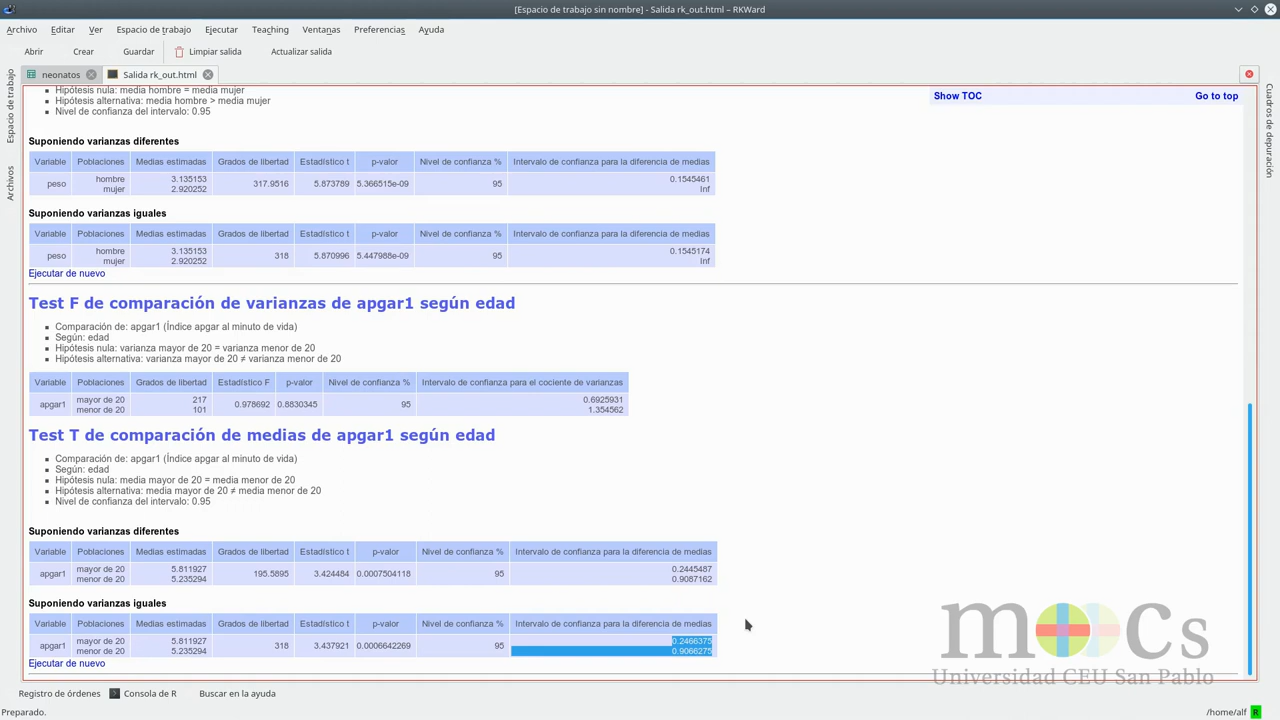 [Espacio de trabajo sin nombre] - Salida rk_out.html – RKWard
Archivo Editar Ver Espacio de trabajo Ejecutar Teaching Ventanas Preferencias Ayuda
Abrir Crear Guardar Limpiar salida Actualizar salida
neonatos Salida rk_out.html
Espacio de trabajo
Archivos
Cuadros de depuración
Show TOC Go to top
Hipótesis nula: media hombre = media mujer
Hipótesis alternativa: media hombre > media mujer
Nivel de confianza del intervalo: 0.95
Suponiendo varianzas diferentes
Variable Poblaciones Medias estimadas Grados de libertad Estadístico t p-valor Nivel de confianza % Intervalo de confianza para la diferencia de medias
hombre 3.135153 0.1545461
peso 317.9516 5.873789 5.366515e-09 95
mujer 2.920252 Inf
Suponiendo varianzas iguales
Variable Poblaciones Medias estimadas Grados de libertad Estadístico t p-valor Nivel de confianza % Intervalo de confianza para la diferencia de medias
hombre 3.135153 0.1545174
peso 318 5.870996 5.447988e-09 95
mujer 2.920252 Inf
Ejecutar de nuevo
Test F de comparación de varianzas de apgar1 según edad
Comparación de: apgar1 (Índice apgar al minuto de vida)
Según: edad
Hipótesis nula: varianza mayor de 20 = varianza menor de 20
Hipótesis alternativa: varianza mayor de 20 ≠ varianza menor de 20
Variable Poblaciones Grados de libertad Estadístico F p-valor Nivel de confianza % Intervalo de confianza para el cociente de varianzas
mayor de 20 217 0.6925931
apgar1 0.978692 0.8830345 95
menor de 20 101 1.354562
Test T de comparación de medias de apgar1 según edad
Comparación de: apgar1 (Índice apgar al minuto de vida)
Según: edad
Hipótesis nula: media mayor de 20 = media menor de 20
Hipótesis alternativa: media mayor de 20 ≠ media menor de 20
Nivel de confianza del intervalo: 0.95
Suponiendo varianzas diferentes
Variable Poblaciones Medias estimadas Grados de libertad Estadístico t p-valor Nivel de confianza % Intervalo de confianza para la diferencia de medias
mayor de 20 5.811927 0.2445487
apgar1 195.5895 3.424484 0.0007504118 95
menor de 20 5.235294 0.9087162
Suponiendo varianzas iguales
Variable Poblaciones Medias estimadas Grados de libertad Estadístico t p-valor Nivel de confianza % Intervalo de confianza para la diferencia de medias
mayor de 20 5.811927 0.2466375
apgar1 318 3.437921 0.0006642269 95
menor de 20 5.235294 0.9066275
Ejecutar de nuevo
mocs
Universidad CEU San Pablo
Registro de órdenes Consola de R Buscar en la ayuda
Preparado. /home/alf R